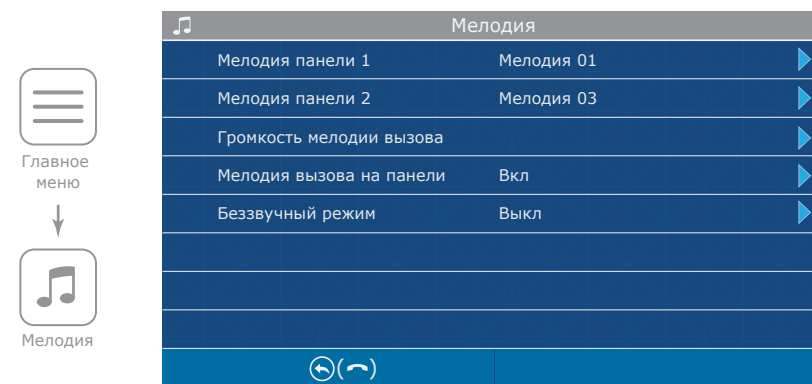 Главное
меню
Мелодия
Мелодия
Мелодия панели 1 Мелодия 01
Мелодия панели 2 Мелодия 03
Громкость мелодии вызова
Мелодия вызова на панели Вкл
Беззвучный режим Выкл